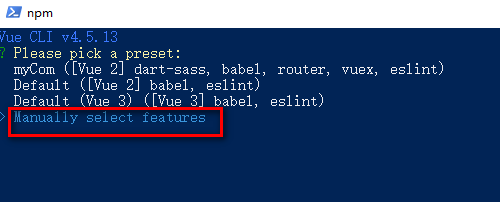 npm
Vue CLI v4.5.13
? Please pick a preset:
myCom ([Vue 2] dart-sass, babel, router, vuex, eslint)
Default ([Vue 2] babel, eslint)
Default (Vue 3) ([Vue 3] babel, eslint)
> Manually select features